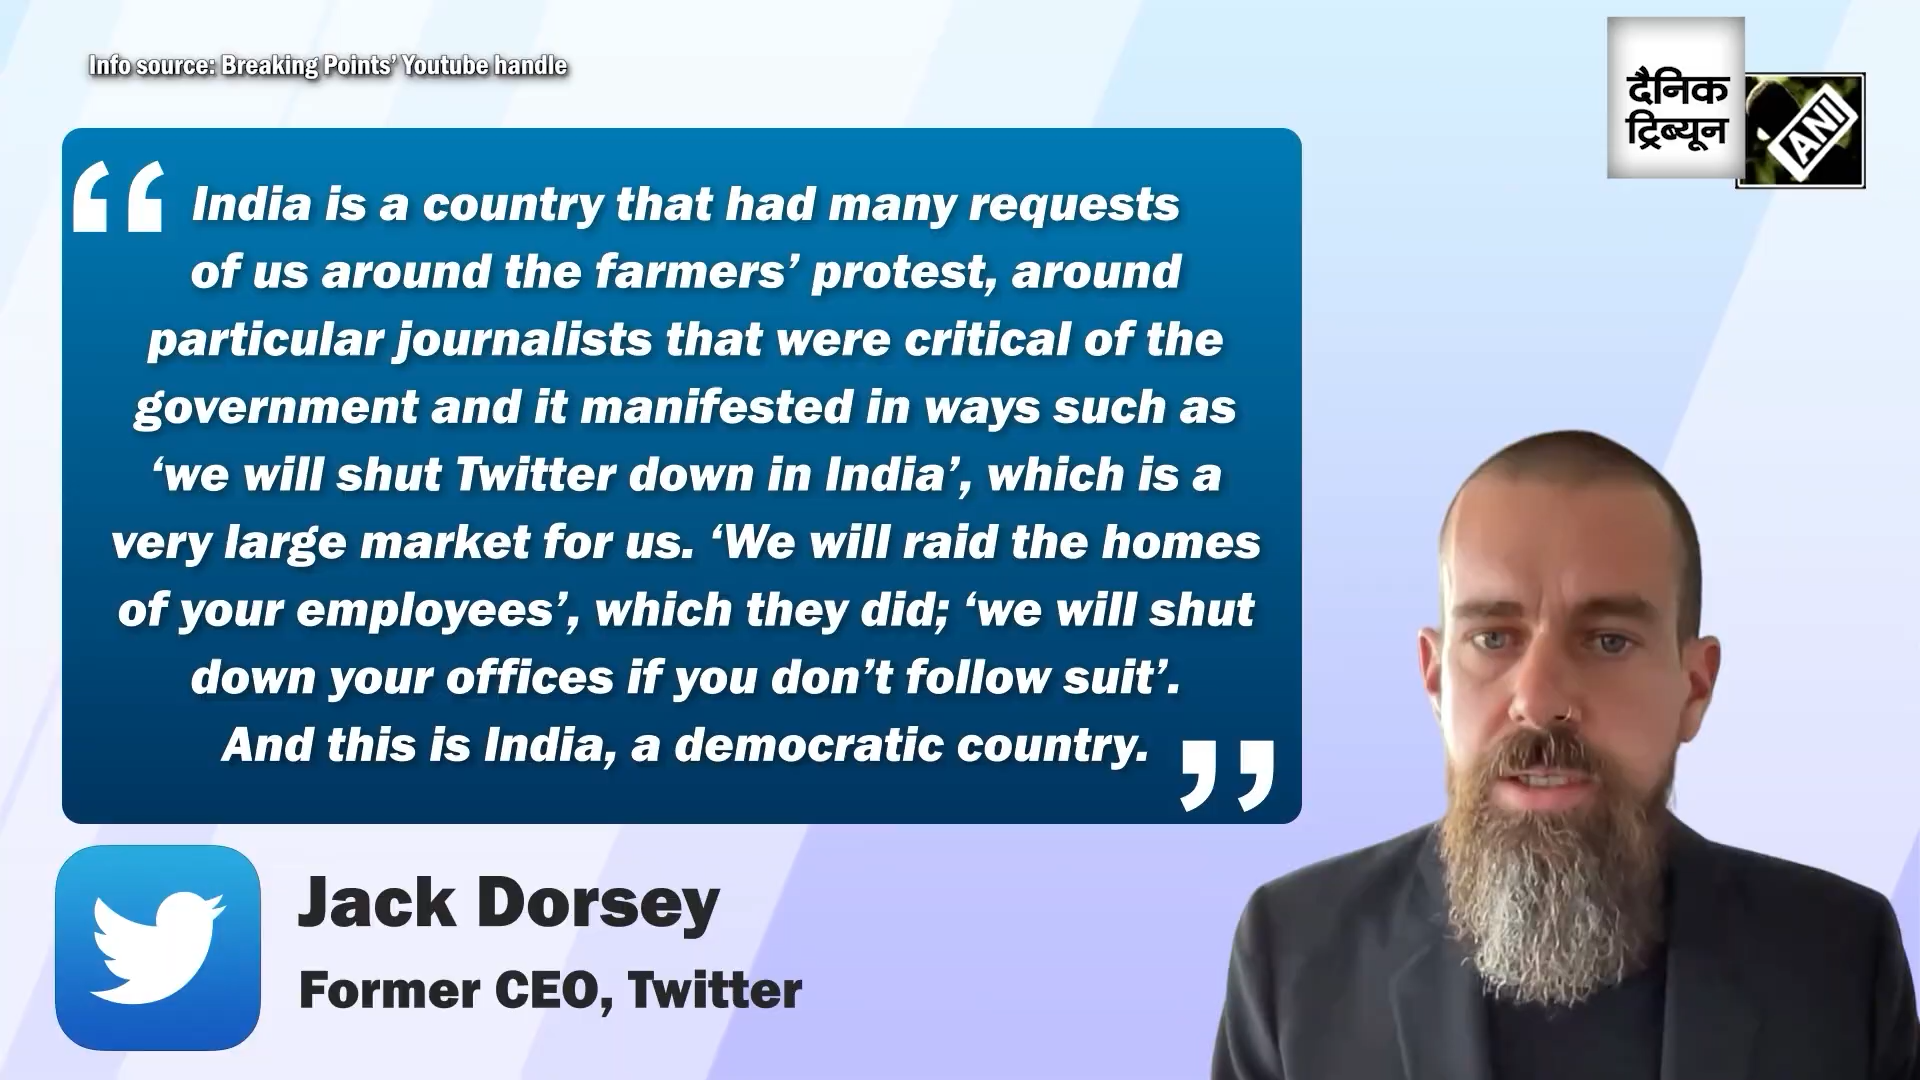 Info source: Breaking Points’ Youtube handle
दैनिक
ट्रिब्यून
ANI
“ India is a country that had many requests
of us around the farmers’ protest, around
particular journalists that were critical of the
government and it manifested in ways such as
‘we will shut Twitter down in India’, which is a
very large market for us. ‘We will raid the homes
of your employees’, which they did; ‘we will shut
down your offices if you don’t follow suit’.
And this is India, a democratic country. ”
Jack Dorsey
Former CEO, Twitter